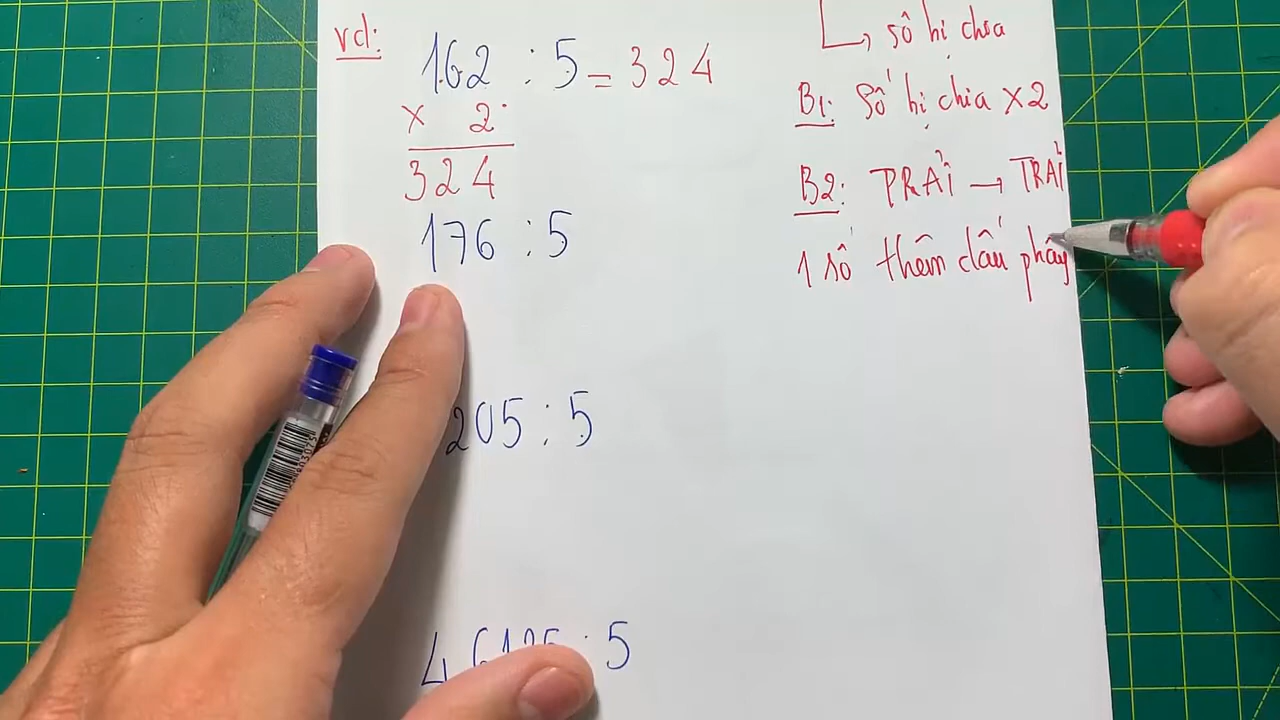 vd:
162 : 5 = 324
x 2
324
176 : 5
205 : 5
: 5
số bị chia
B1: Số bị chia x2
B2: PHẢI → TRÁI
1 số thêm dấu phẩy